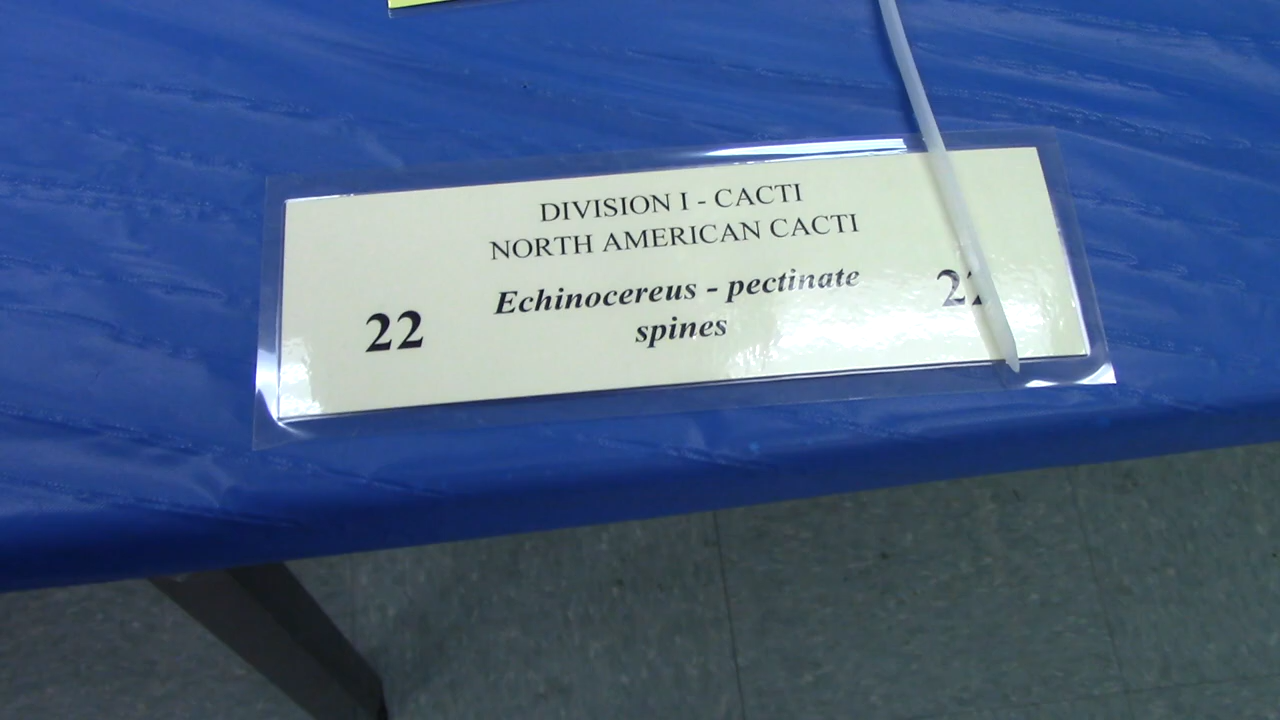 DIVISION I - CACTI
NORTH AMERICAN CACTI
Echinocereus - pectinate
spines
22
22